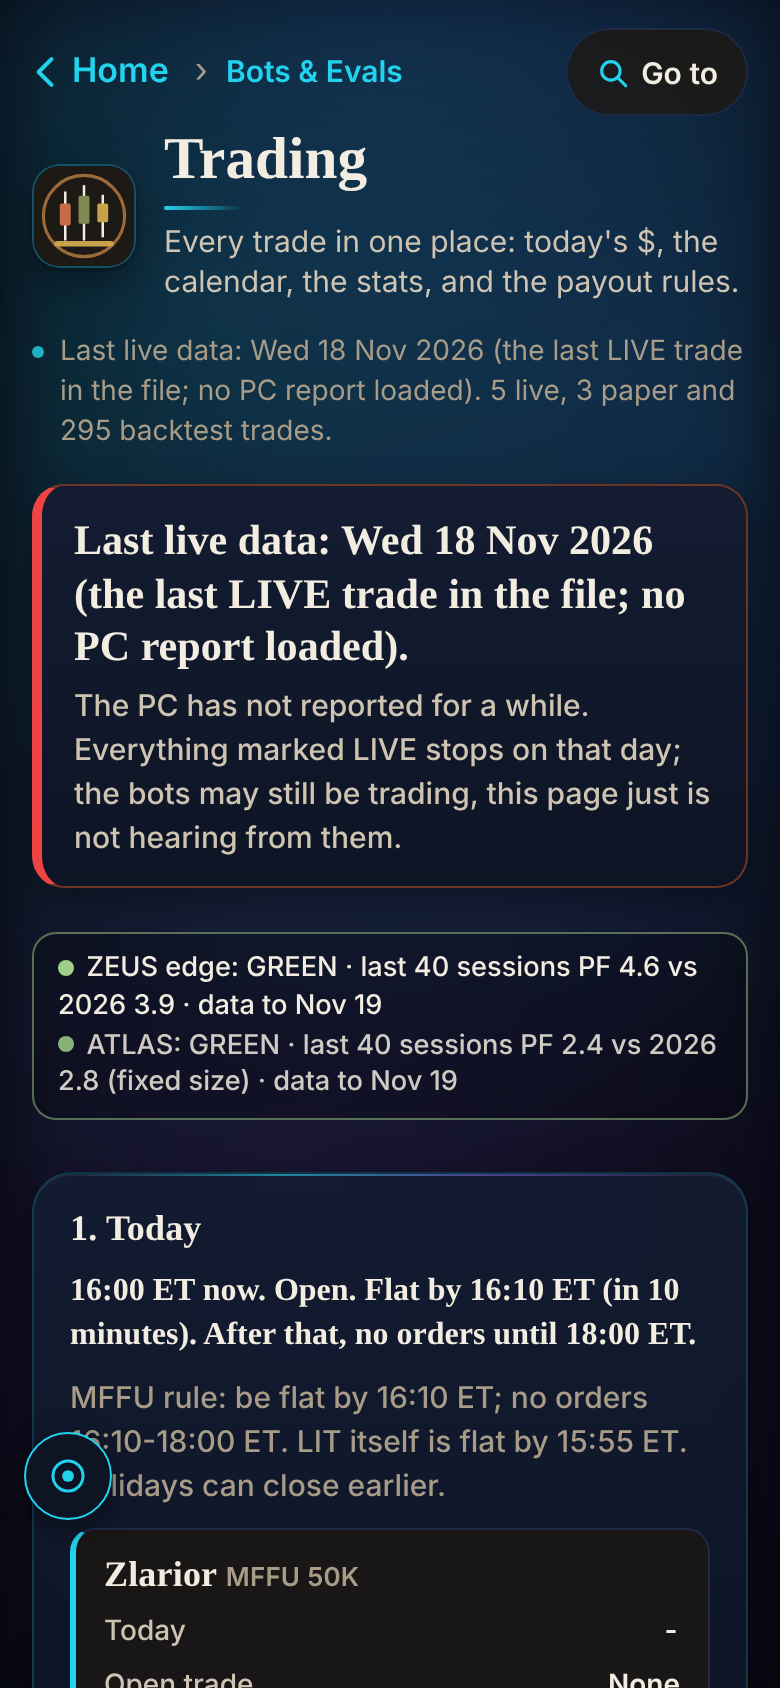 Home › Bots & Evals
Go to
Trading
Every trade in one place: today's $, the
calendar, the stats, and the payout rules.
Last live data: Wed 18 Nov 2026 (the last LIVE trade
in the file; no PC report loaded). 5 live, 3 paper and
295 backtest trades.
Last live data: Wed 18 Nov 2026
(the last LIVE trade in the file; no
PC report loaded).
The PC has not reported for a while.
Everything marked LIVE stops on that day;
the bots may still be trading, this page just is
not hearing from them.
ZEUS edge: GREEN · last 40 sessions PF 4.6 vs
2026 3.9 · data to Nov 19
ATLAS: GREEN · last 40 sessions PF 2.4 vs 2026
2.8 (fixed size) · data to Nov 19
1. Today
16:00 ET now. Open. Flat by 16:10 ET (in 10
minutes). After that, no orders until 18:00 ET.
MFFU rule: be flat by 16:10 ET; no orders
16:10-18:00 ET. LIT itself is flat by 15:55 ET.
lidays can close earlier.
Zlarior MFFU 50K
Today -
Open trade None